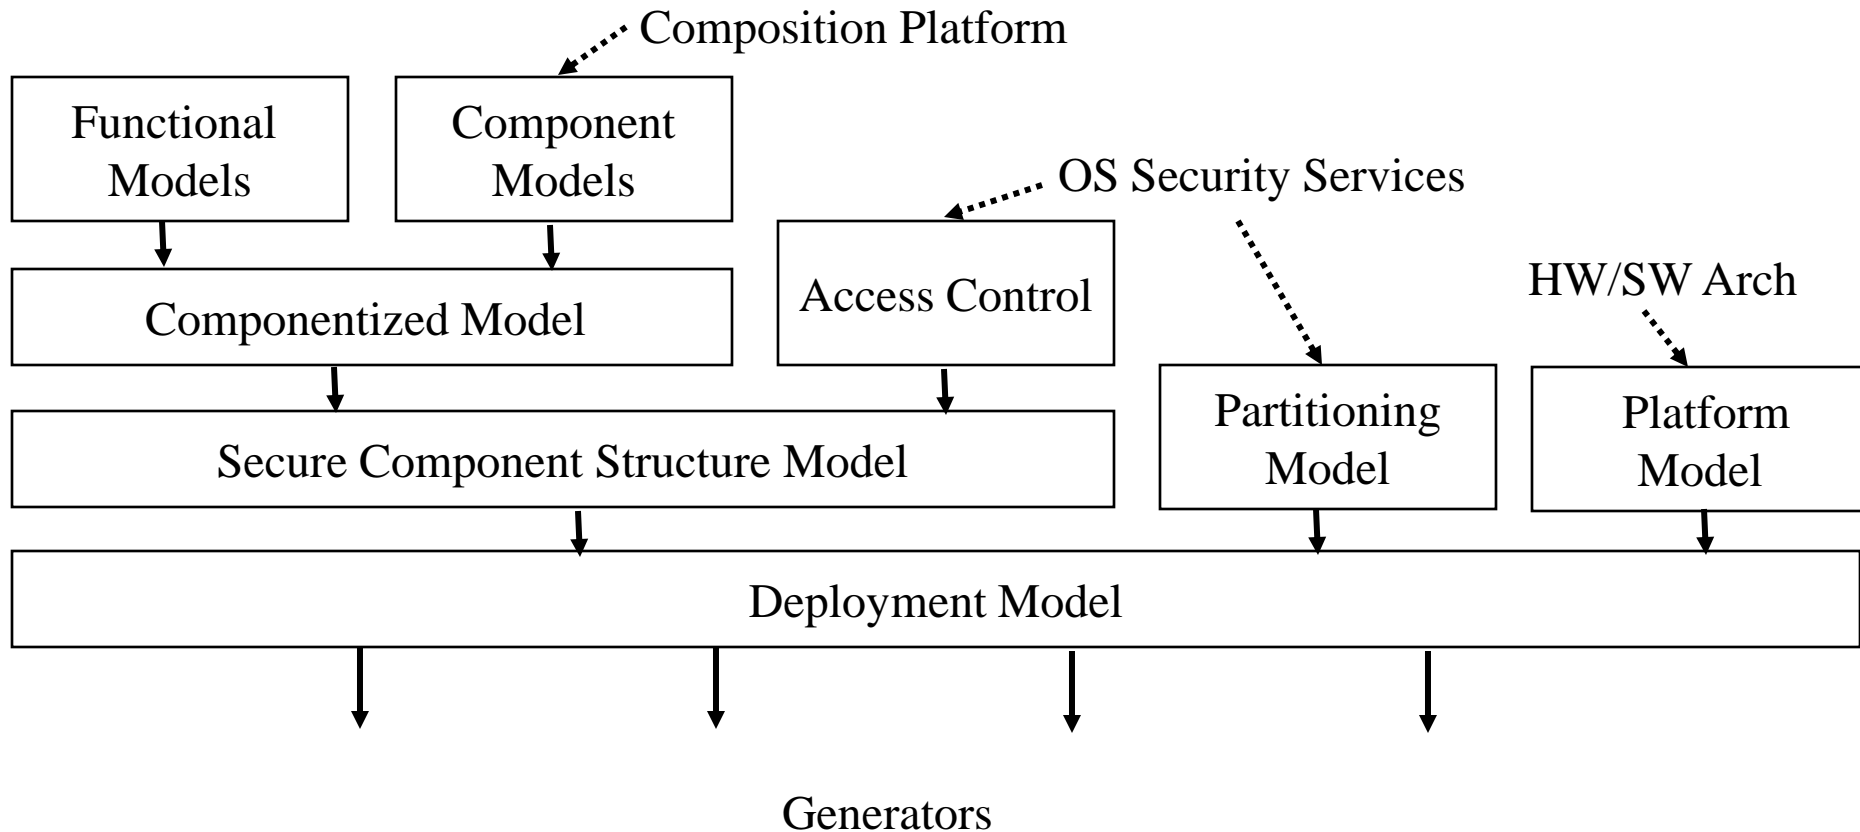 Composition Platform
Functional
Models
Component
Models
OS Security Services
Access Control
HW/SW Arch
Componentized Model
Partitioning
Model
Platform
Model
Secure Component Structure Model
Deployment Model
Generators